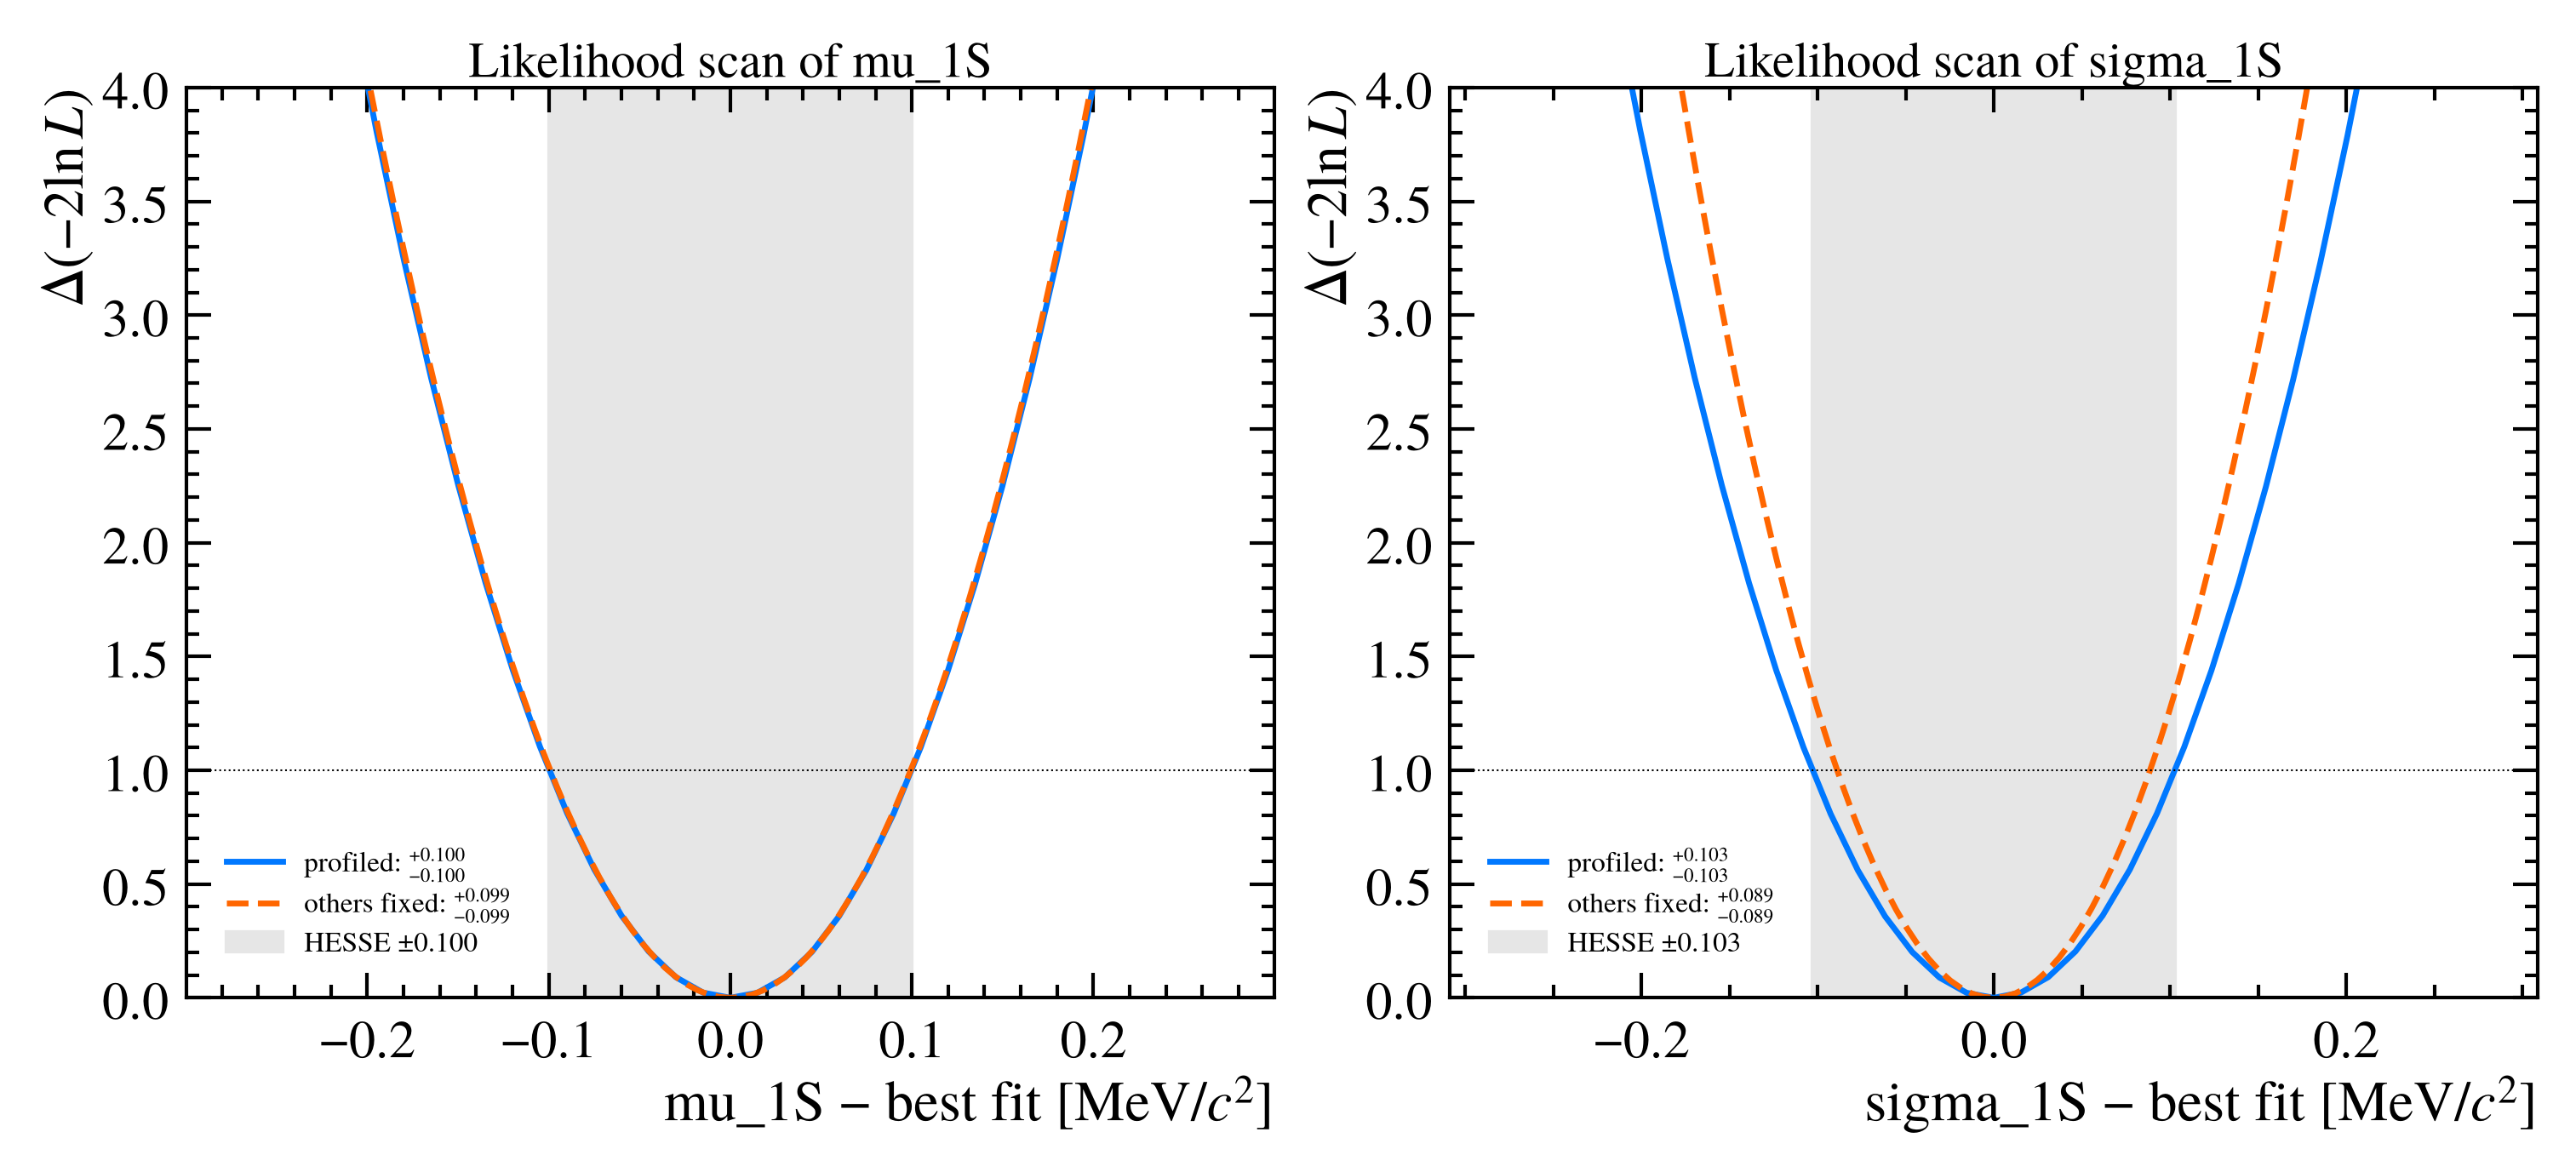 Likelihood scan of mu_1S
Δ(−2ln L)
4.0
3.5
3.0
2.5
2.0
1.5
1.0
0.5
0.0
profiled: +0.100 −0.100
others fixed: +0.099 −0.099
HESSE ±0.100
−0.2 −0.1 0.0 0.1 0.2
mu_1S − best fit [MeV/c²]
Likelihood scan of sigma_1S
Δ(−2ln L)
4.0
3.5
3.0
2.5
2.0
1.5
1.0
0.5
0.0
profiled: +0.103 −0.103
others fixed: +0.089 −0.089
HESSE ±0.103
−0.2 0.0 0.2
sigma_1S − best fit [MeV/c²]